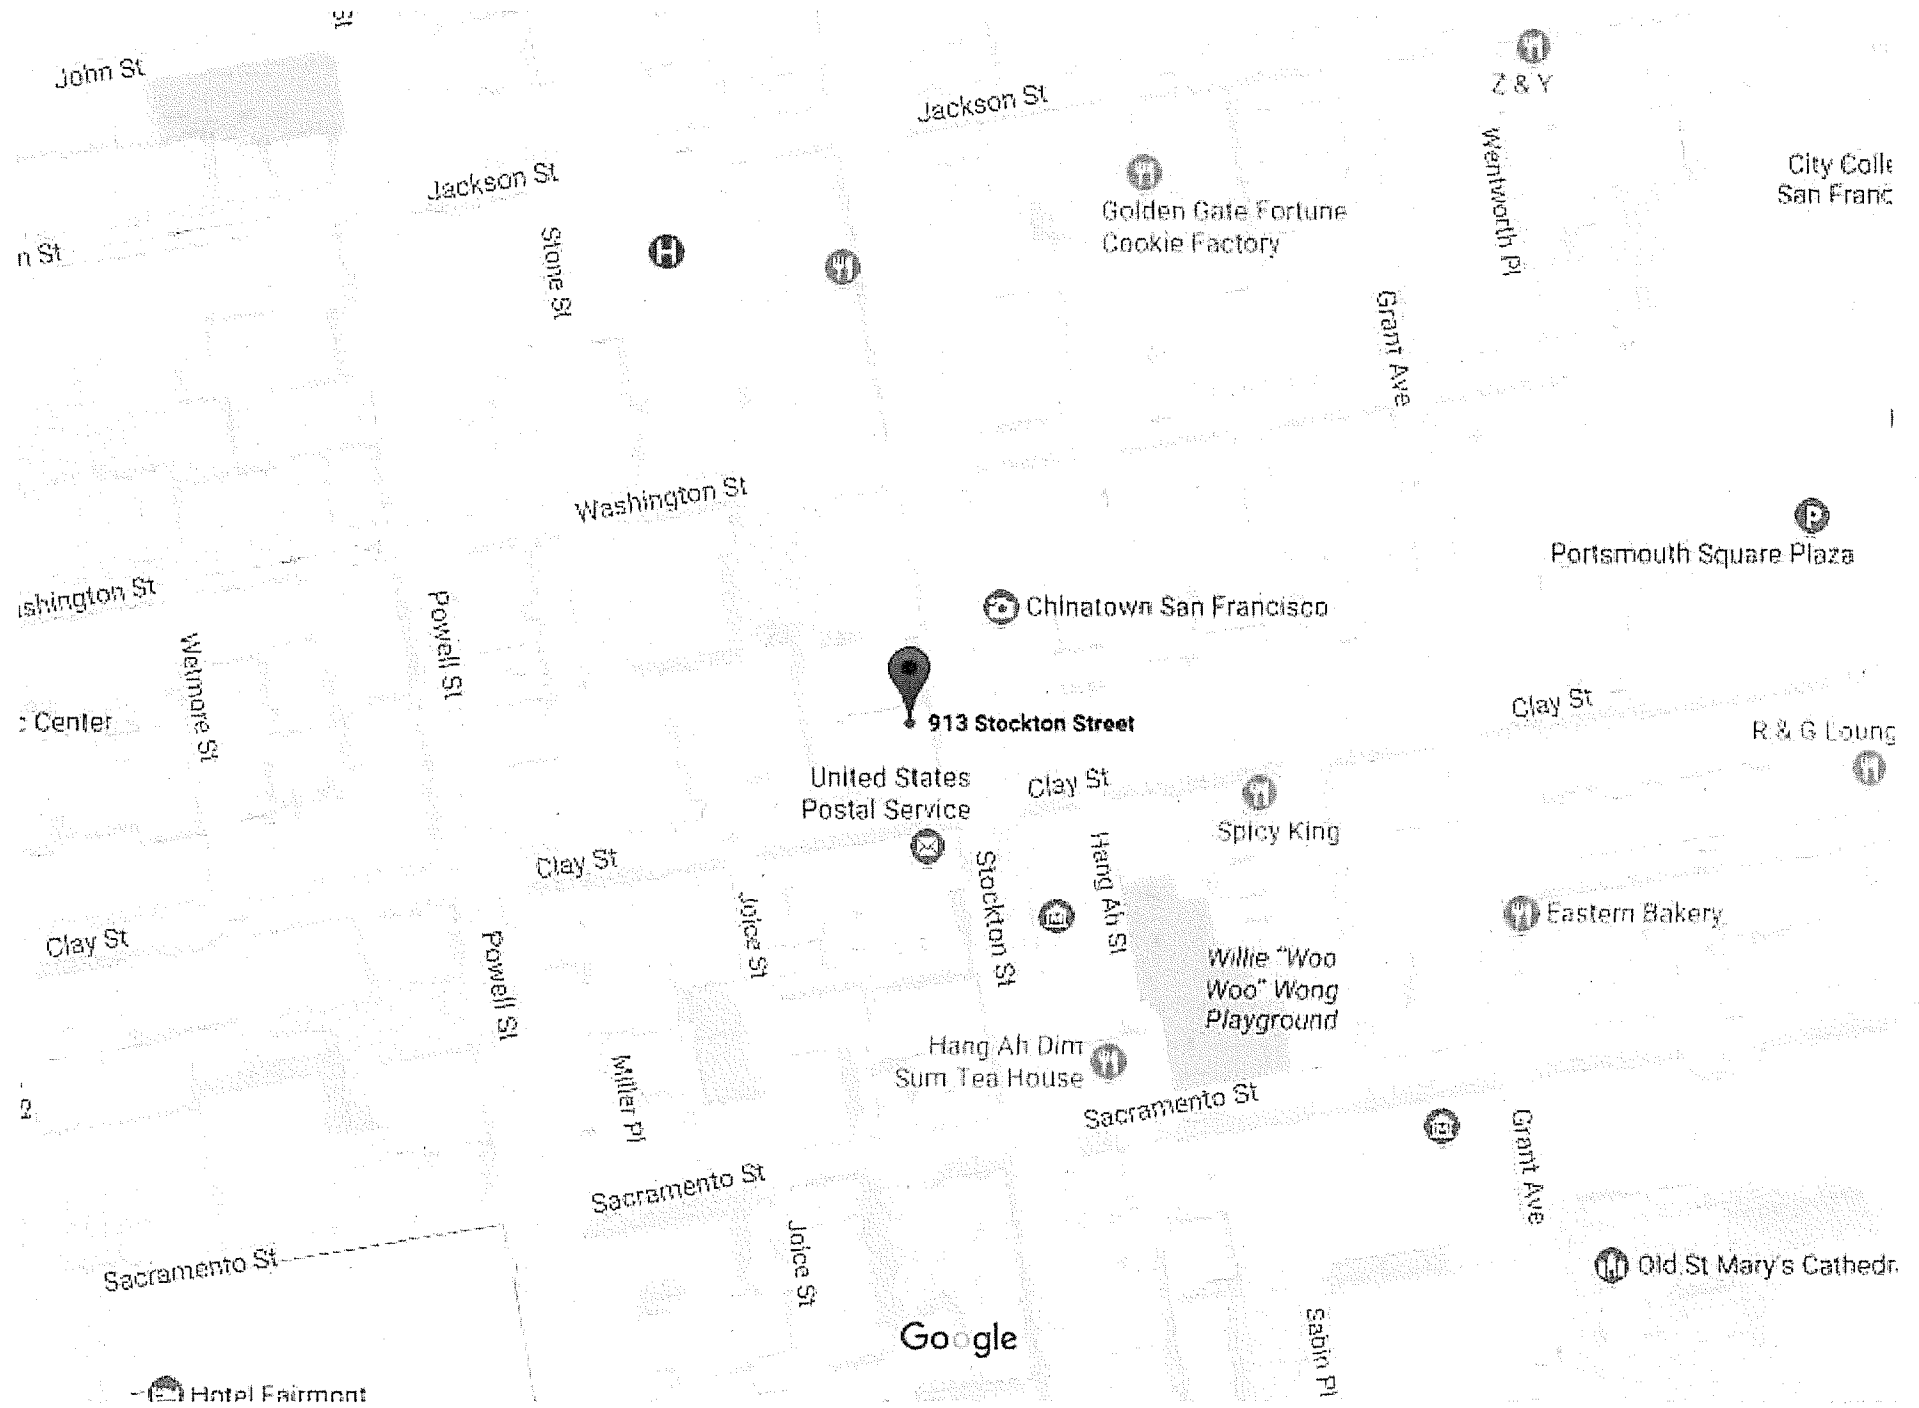 St
John St
Z & Y
Jackson St
Wentworth Pl
City Colle
San Franc
Jackson St
Golden Gate Fortune
Cookie Factory
n St
Stone St
H
Grant Ave
Washington St
P
Portsmouth Square Plaza
ashington St
Powell St
Chinatown San Francisco
Wetmore St
c Center
913 Stockton Street
Clay St
R & G Loung
United States
Postal Service
Clay St
Spicy King
Clay St
Hang Ah St
Stockton St
Joice St
Eastern Bakery
Clay St
Powell St
Willie "Woo
Woo" Wong
Playground
Hang Ah Dim
Sum Tea House
Miller Pl
Sacramento St
Grant Ave
Sacramento St
Joice St
Sacramento St
Old St Mary's Cathedr
Sabin Pl
Google
Hotel Fairmont